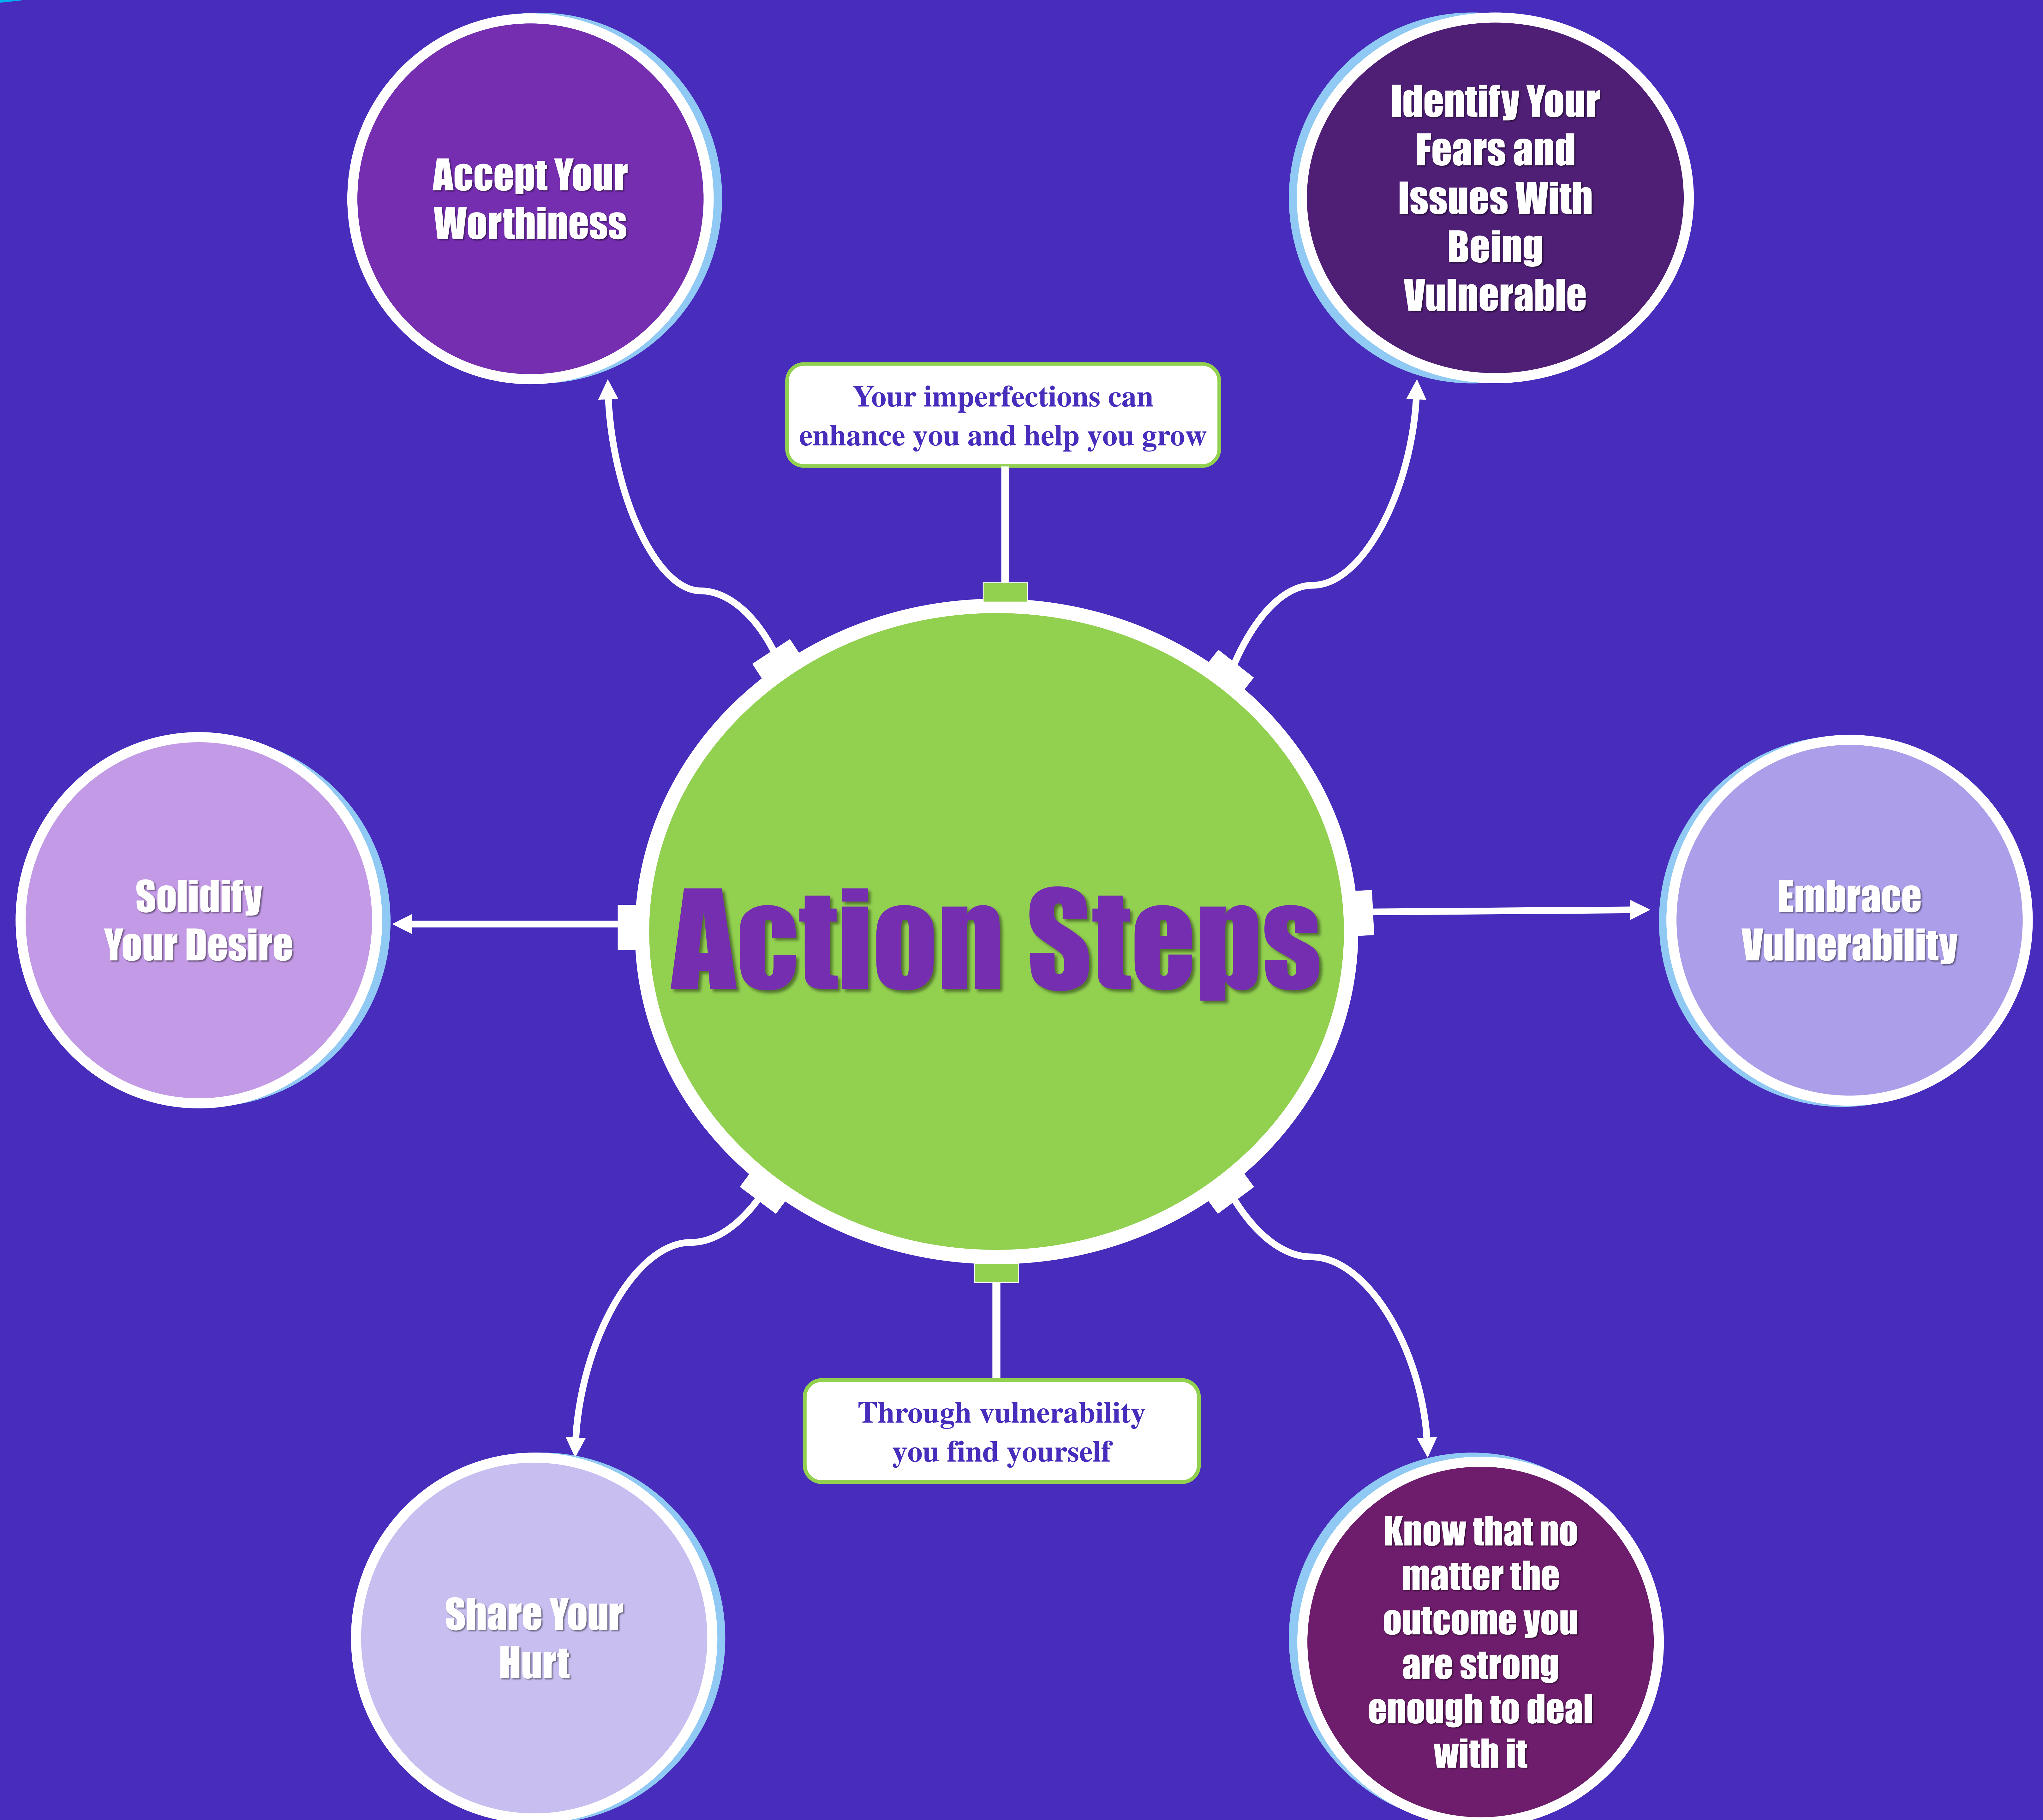 Accept Your
Worthiness
Identify Your
Fears and
Issues With
Being
Vulnerable
Your imperfections can
enhance you and help you grow
Solidify
Your Desire
Action Steps
Embrace
Vulnerability
Through vulnerability
you find yourself
Share Your
Hurt
Know that no
matter the
outcome you
are strong
enough to deal
with it